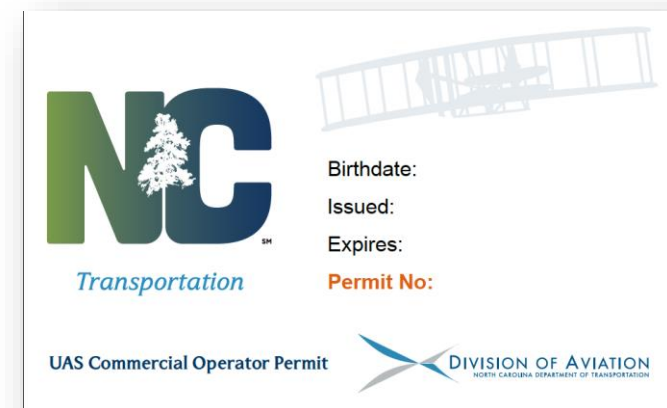 NC
SM
Transportation
Birthdate:
Issued:
Expires:
Permit No:
UAS Commercial Operator Permit
DIVISION OF AVIATION
NORTH CAROLINA DEPARTMENT OF TRANSPORTATION